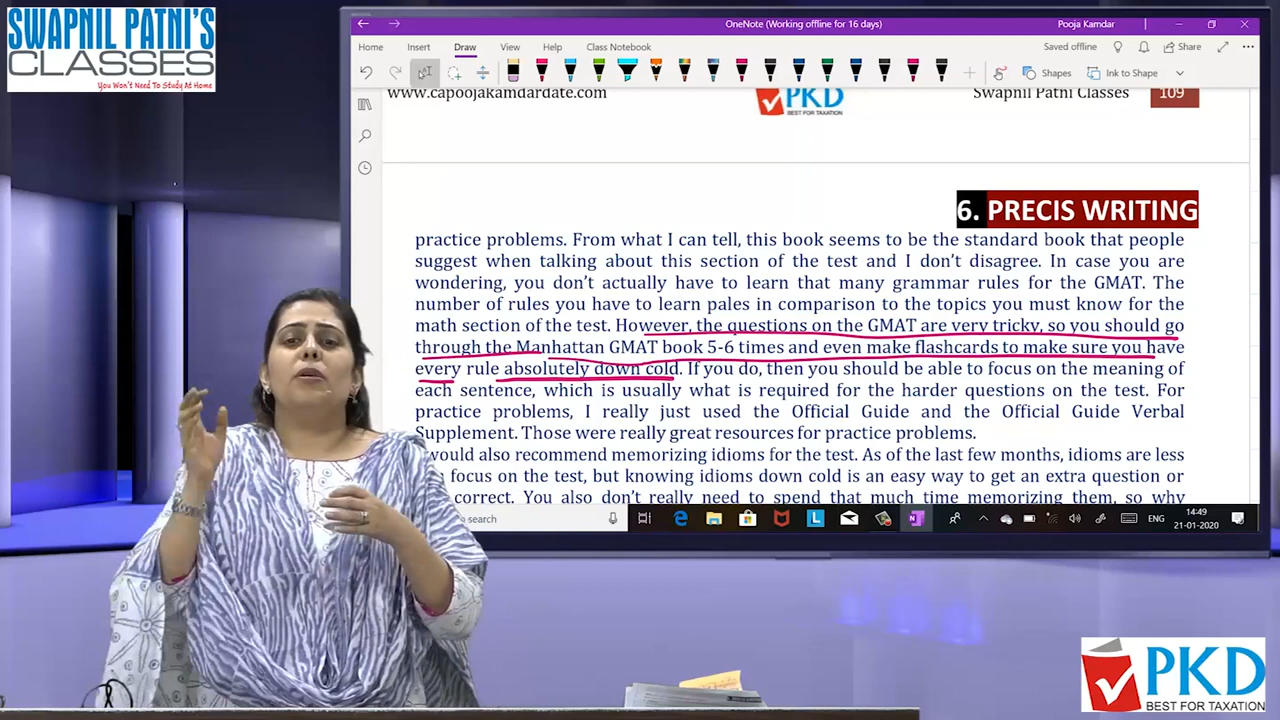 SWAPNIL PATNI'S
CLASSES
You Won't Need To Study At Home
OneNote (Working offline for 16 days)
Pooja Kamdar
Home Insert Draw View Help Class Notebook
Saved offline Share
Shapes Ink to Shape
www.capoojakamdardate.com
PKD
BEST FOR TAXATION
Swapnil Patni Classes 109
6. PRECIS WRITING
practice problems. From what I can tell, this book seems to be the standard book that people
suggest when talking about this section of the test and I don't disagree. In case you are
wondering, you don't actually have to learn that many grammar rules for the GMAT. The
number of rules you have to learn pales in comparison to the topics you must know for the
math section of the test. However, the questions on the GMAT are very tricky, so you should go
through the Manhattan GMAT book 5-6 times and even make flashcards to make sure you have
every rule absolutely down cold. If you do, then you should be able to focus on the meaning of
each sentence, which is usually what is required for the harder questions on the test. For
practice problems, I really just used the Official Guide and the Official Guide Verbal
Supplement. Those were really great resources for practice problems.
would also recommend memorizing idioms for the test. As of the last few months, idioms are less
focus on the test, but knowing idioms down cold is an easy way to get an extra question or
correct. You also don't really need to spend that much time memorizing them, so why
search
ENG
14:49
21-01-2020
PKD
BEST FOR TAXATION